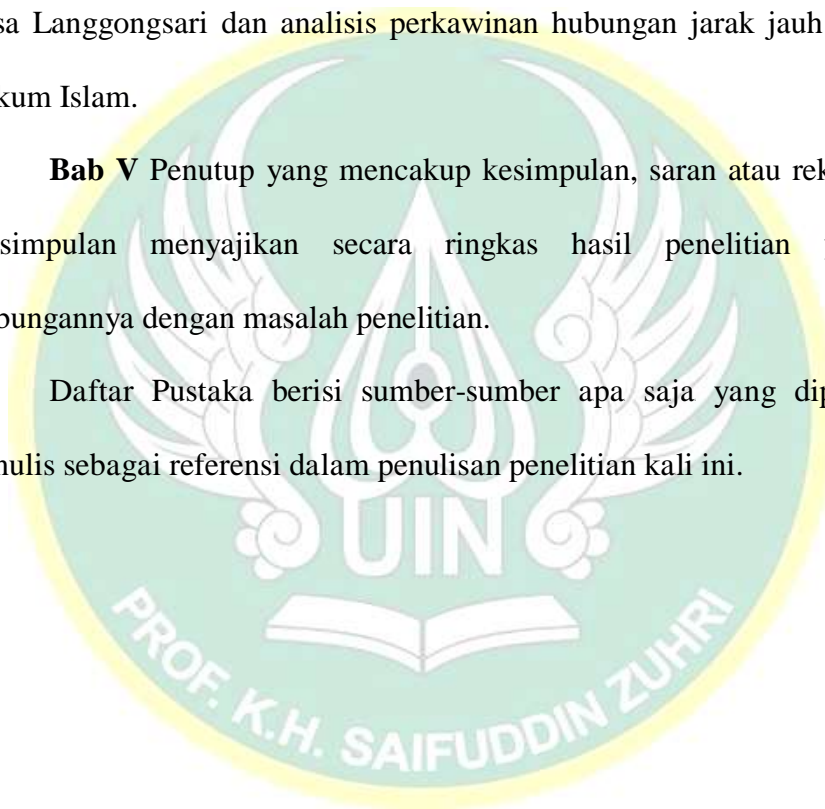 sa Langgongsari dan analisis perkawinan hubungan jarak jauh
kum Islam.
Bab V Penutup yang mencakup kesimpulan, saran atau rek
simpulan menyajikan secara ringkas hasil penelitian
bungannya dengan masalah penelitian.
Daftar Pustaka berisi sumber-sumber apa saja yang dip
nulis sebagai referensi dalam penulisan penelitian kali ini.
UIN
PROF. K.H. SAIFUDDIN ZUHRI